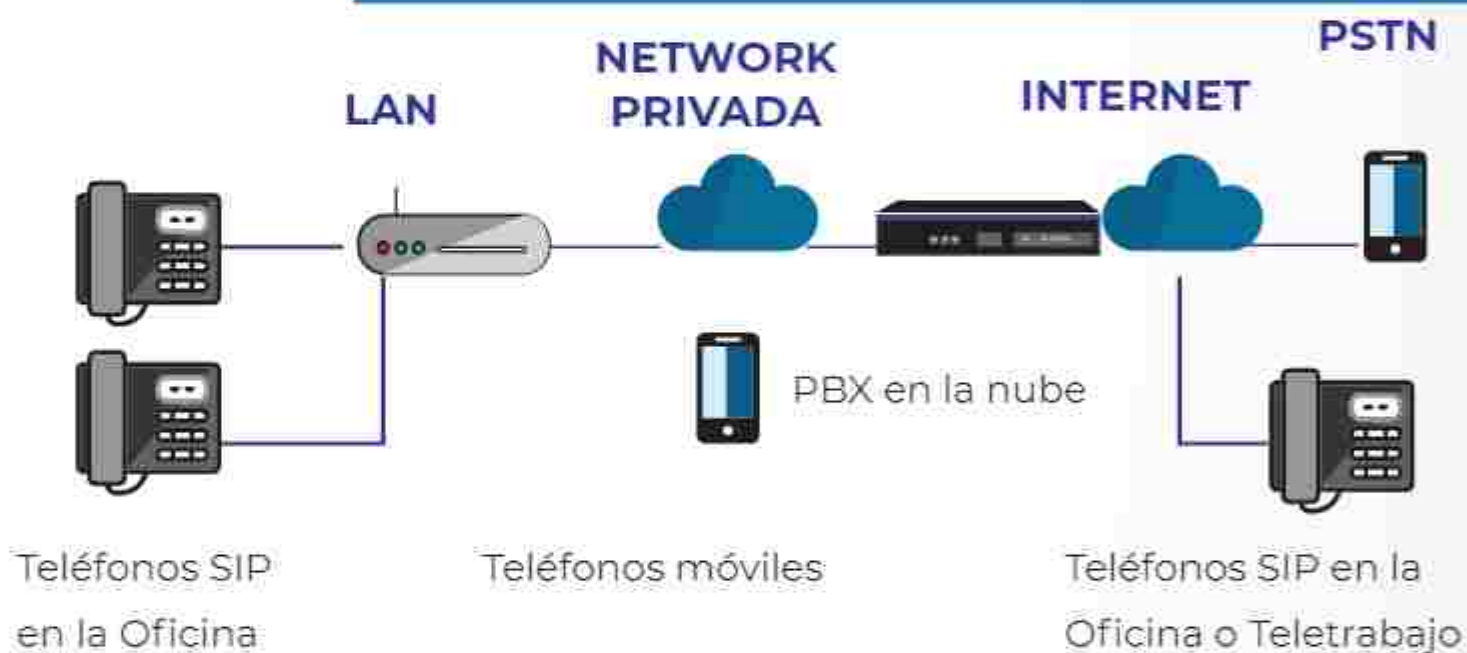 PSTN
NETWORK
PRIVADA
INTERNET
LAN
PBX en la nube
Teléfonos SIP
en la Oficina
Teléfonos móviles
Teléfonos SIP en la
Oficina o Teletrabajo